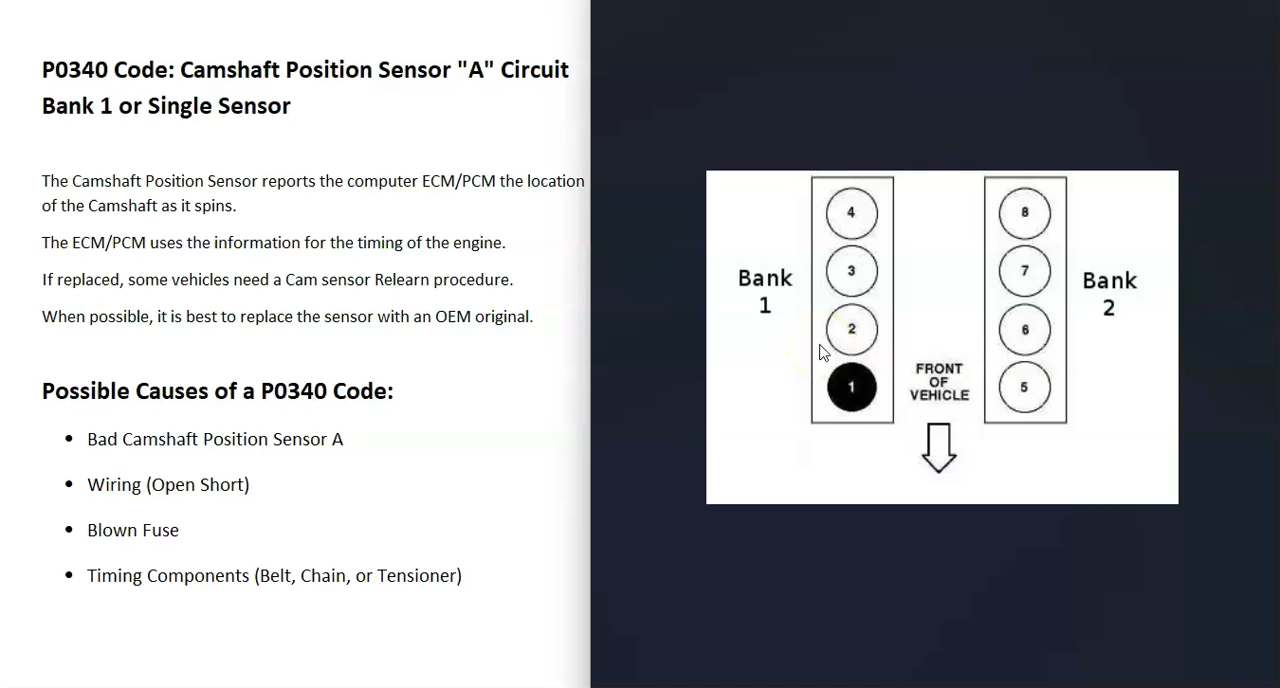 P0340 Code: Camshaft Position Sensor "A" Circuit
Bank 1 or Single Sensor
The Camshaft Position Sensor reports the computer ECM/PCM the location
of the Camshaft as it spins.
The ECM/PCM uses the information for the timing of the engine.
If replaced, some vehicles need a Cam sensor Relearn procedure.
When possible, it is best to replace the sensor with an OEM original.
Possible Causes of a P0340 Code:
• Bad Camshaft Position Sensor A
• Wiring (Open Short)
• Blown Fuse
• Timing Components (Belt, Chain, or Tensioner)
Bank
1
4
3
2
1
FRONT
OF
VEHICLE
8
7
6
5
Bank
2